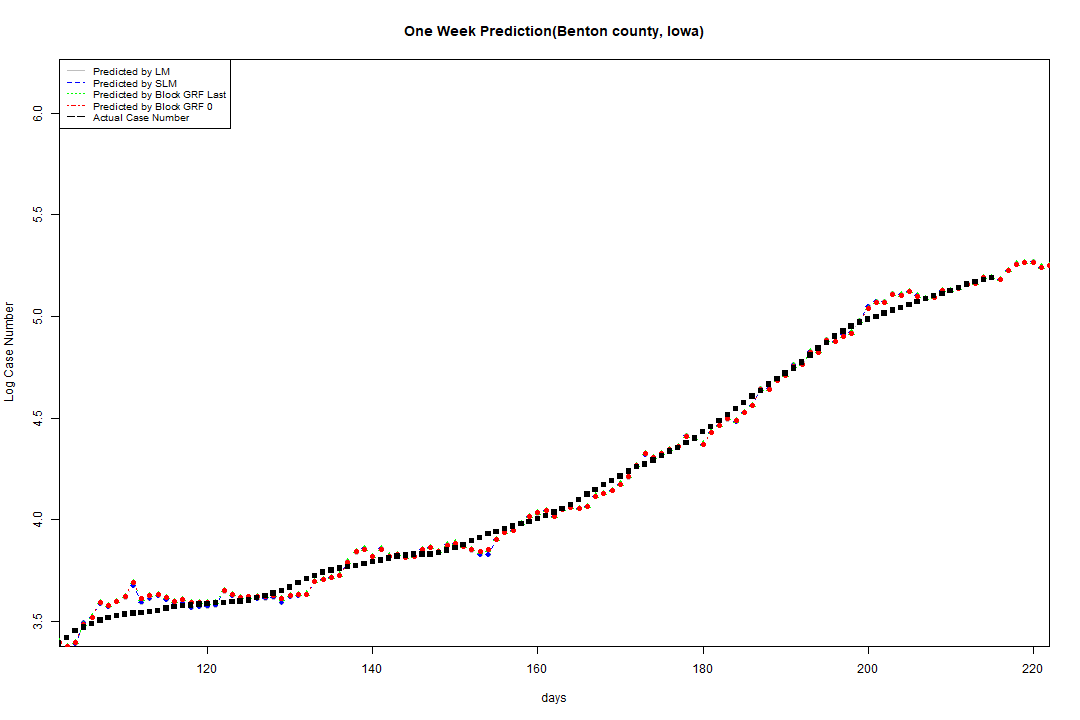 One Week Prediction(Benton county, Iowa)
Predicted by LM
Predicted by SLM
Predicted by Block GRF Last
Predicted by Block GRF 0
Actual Case Number
6.0
5.5
5.0
4.5
4.0
3.5
Log Case Number
120 140 160 180 200 220
days